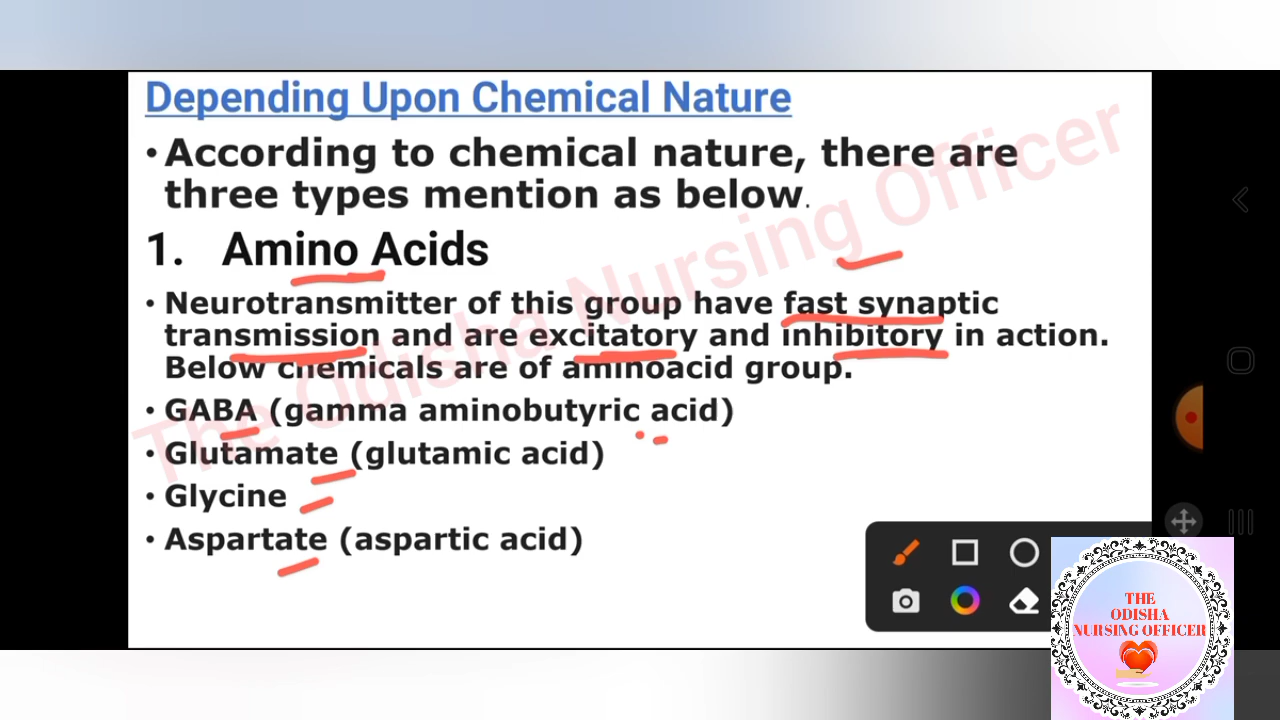 Depending Upon Chemical Nature
• According to chemical nature, there are
three types mention as below.
1. Amino Acids
• Neurotransmitter of this group have fast synaptic
transmission and are excitatory and inhibitory in action.
Below chemicals are of aminoacid group.
• GABA (gamma aminobutyric acid)
• Glutamate (glutamic acid)
• Glycine
• Aspartate (aspartic acid)
The Odisha Nursing Officer
THE
ODISHA
NURSING OFFICER